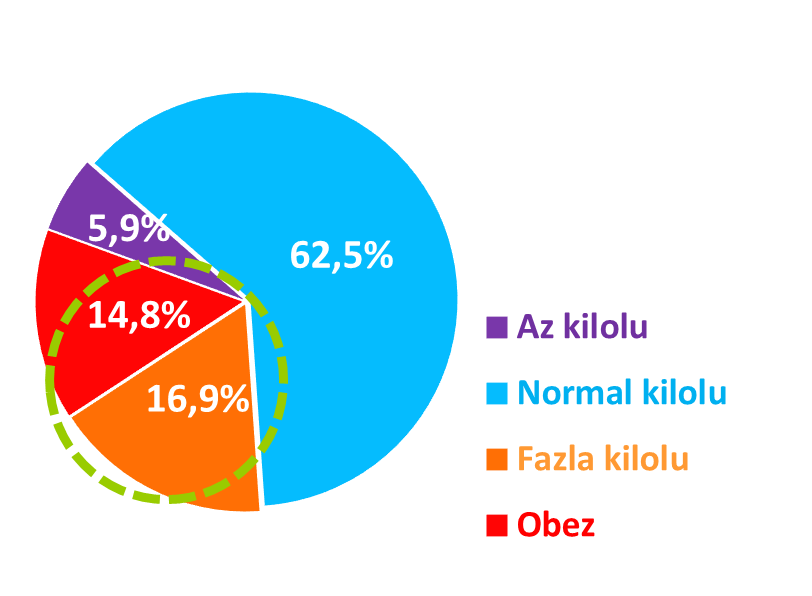 5,9%
62,5%
14,8%
16,9%
Az kilolu
Normal kilolu
Fazla kilolu
Obez